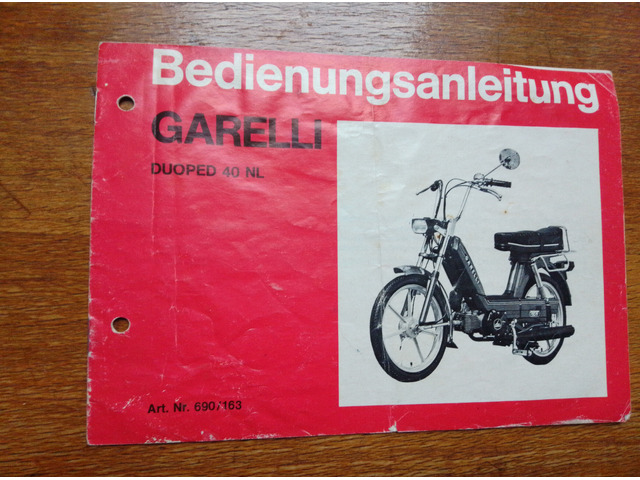 Bedienungsanleitung
GARELLI
DUOPED 40 NL
Art. Nr. 690/163